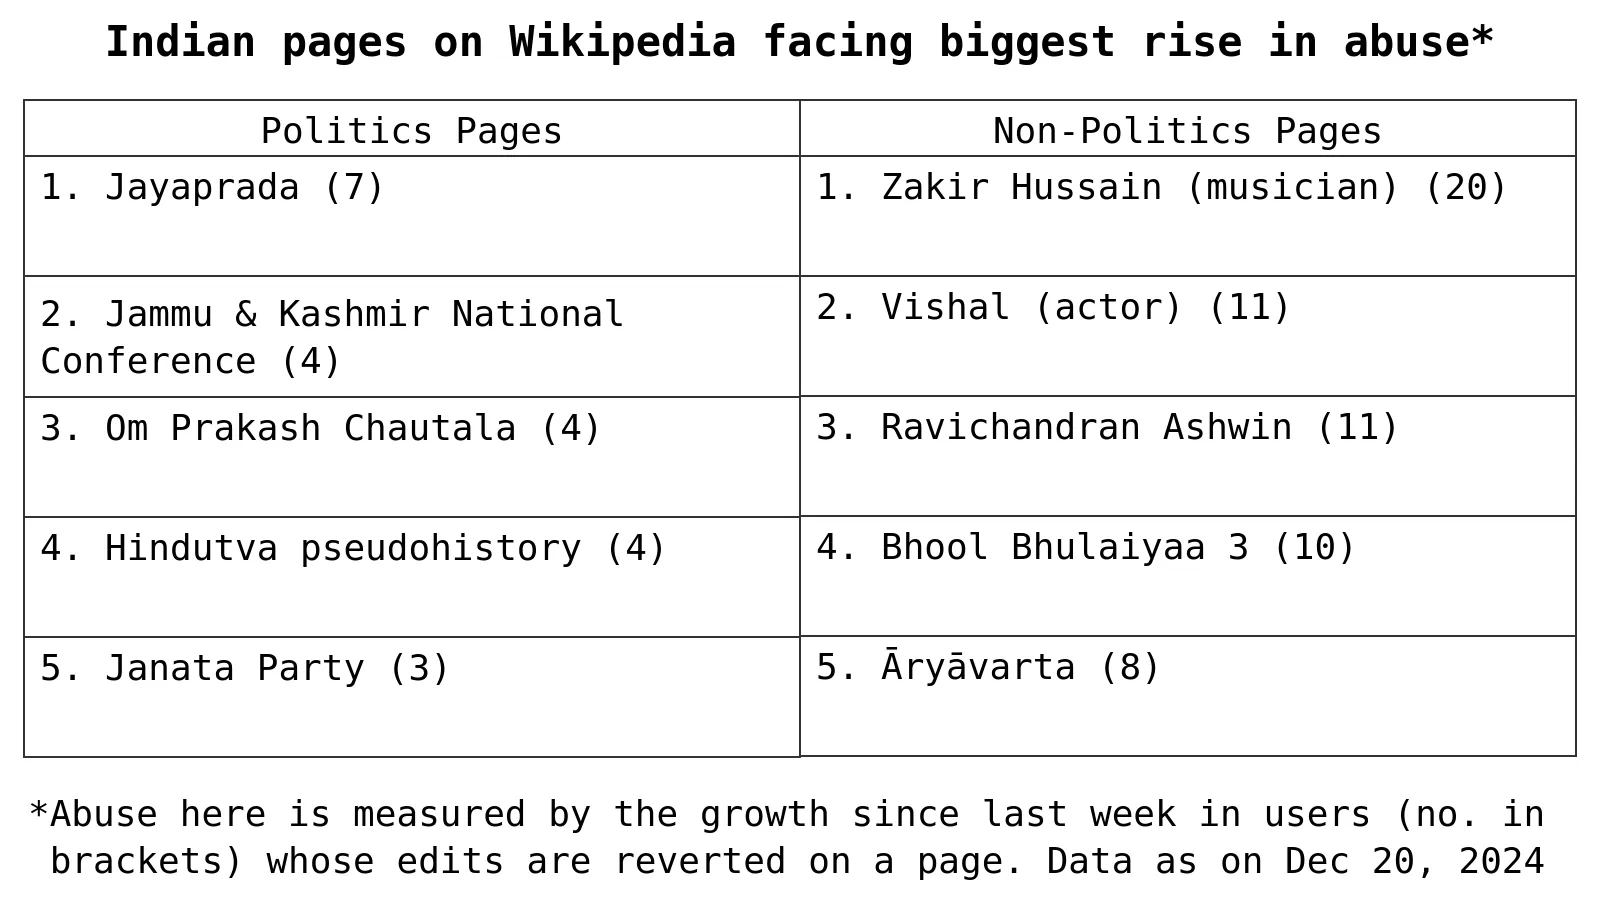 Indian pages on Wikipedia facing biggest rise in abuse*
Politics Pages
1. Jayaprada (7)
2. Jammu & Kashmir National
Conference (4)
3. Om Prakash Chautala (4)
4. Hindutva pseudohistory (4)
5. Janata Party (3)
Non-Politics Pages
1. Zakir Hussain (musician) (20)
2. Vishal (actor) (11)
3. Ravichandran Ashwin (11)
4. Bhool Bhulaiyaa 3 (10)
5. Āryāvarta (8)
*Abuse here is measured by the growth since last week in users (no. in
brackets) whose edits are reverted on a page. Data as on Dec 20, 2024